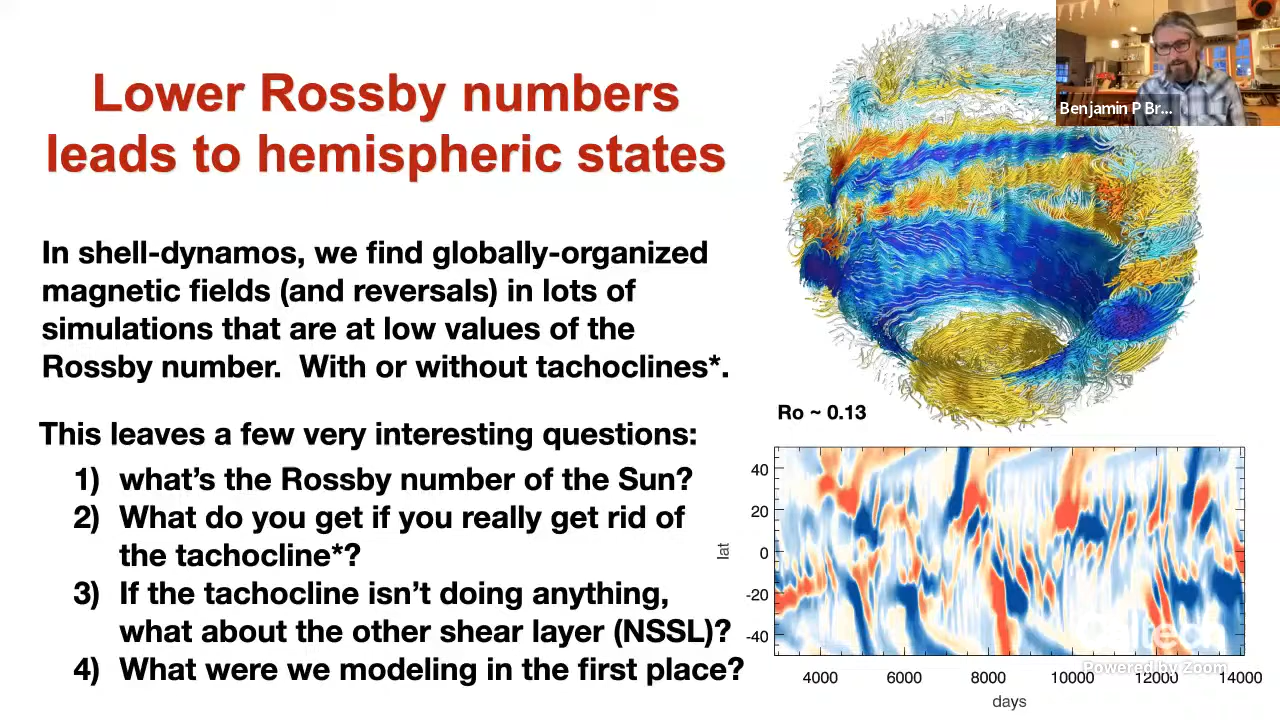 Lower Rossby numbers
leads to hemispheric states
In shell-dynamos, we find globally-organized
magnetic fields (and reversals) in lots of
simulations that are at low values of the
Rossby number.  With or without tachoclines*.
This leaves a few very interesting questions:
1) what's the Rossby number of the Sun?
2) What do you get if you really get rid of
the tachocline*?
3) If the tachocline isn't doing anything,
what about the other shear layer (NSSL)?
4) What were we modeling in the first place?
Benjamin P Br...
Ro ~ 0.13
40
20
0
-20
-40
lat
4000 6000 8000 10000 12000 14000
days
Powered by Zoom